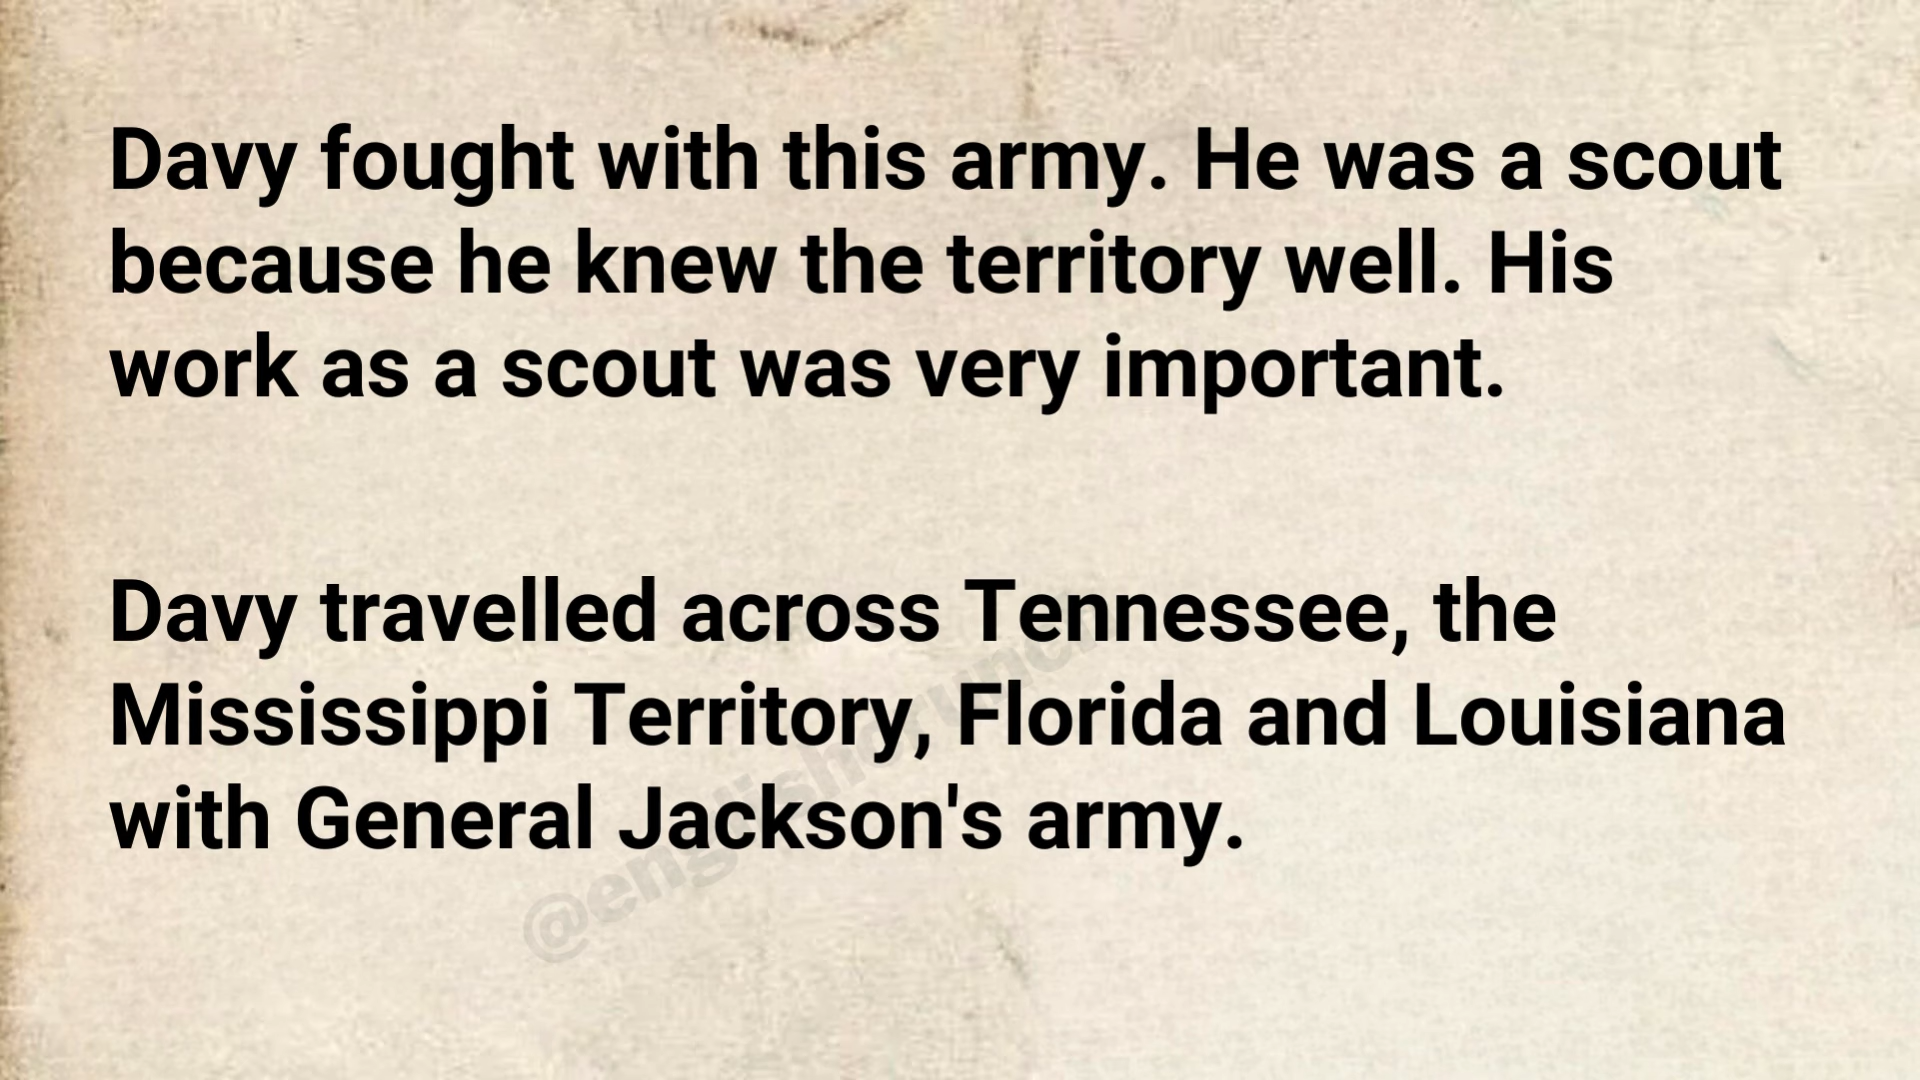 Davy fought with this army. He was a scout
because he knew the territory well. His
work as a scout was very important.
Davy travelled across Tennessee, the
Mississippi Territory, Florida and Louisiana
with General Jackson's army.